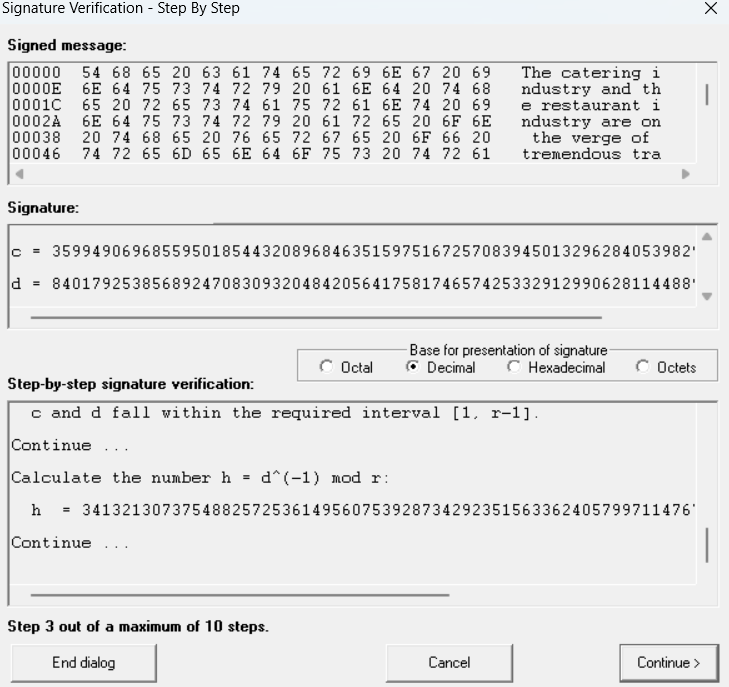 Signature Verification - Step By Step
Signed message:
00000 54 68 65 20 63 61 74 65 72 69 6E 67 20 69 The catering i
0000E 6E 64 75 73 74 72 79 20 61 6E 64 20 74 68 ndustry and th
0001C 65 20 72 65 73 74 61 75 72 61 6E 74 20 69 e restaurant i
0002A 6E 64 75 73 74 72 79 20 61 72 65 20 6F 6E ndustry are on
00038 20 74 68 65 20 76 65 72 67 65 20 6F 66 20 the verge of
00046 74 72 65 6D 65 6E 64 6F 75 73 20 74 72 61 tremendous tra
Signature:
c = 3599490696855950185443208968463515975167257083945013296284053982
d = 8401792538568924708309320484205641758174657425332912990628114488
Base for presentation of signature
Octal Decimal Hexadecimal Octets
Step-by-step signature verification:
c and d fall within the required interval [1, r-1].
Continue ...
Calculate the number h = d^(-1) mod r:
h = 341321307375488257253614956075392873429235156336240579971 1476
Continue ...
Step 3 out of a maximum of 10 steps.
End dialog Cancel Continue >